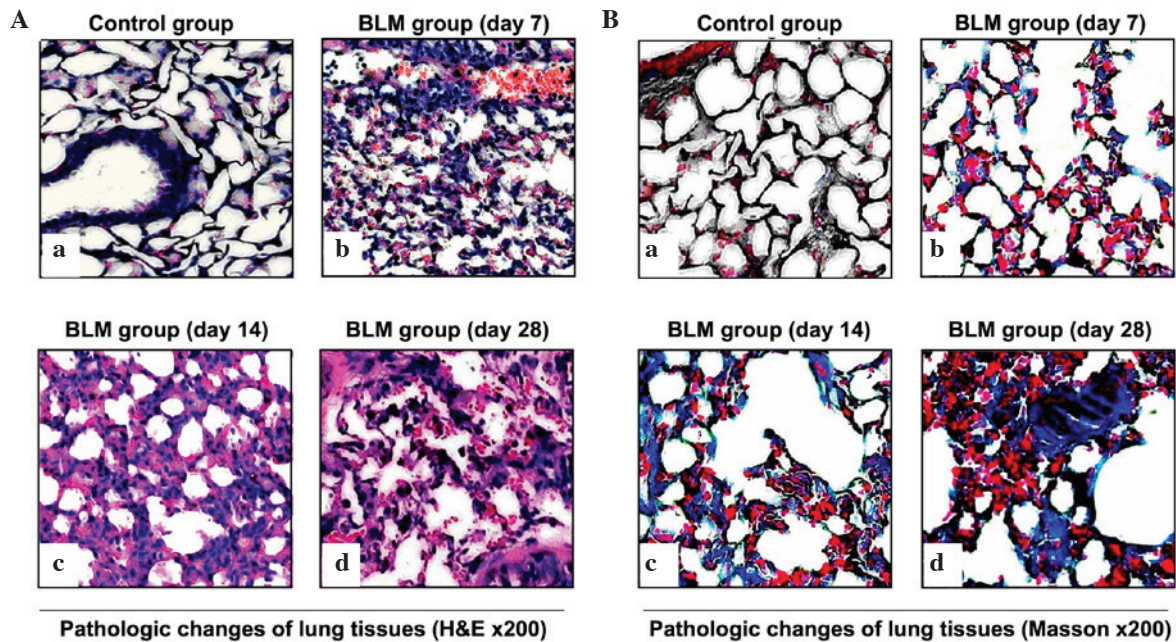 A
Control group
BLM group (day 7)
a
b
BLM group (day 14)
BLM group (day 28)
c
d
Pathologic changes of lung tissues (H&E x200)
B
Control group
BLM group (day 7)
a
b
BLM group (day 14)
BLM group (day 28)
c
d
Pathologic changes of lung tissues (Masson x200)